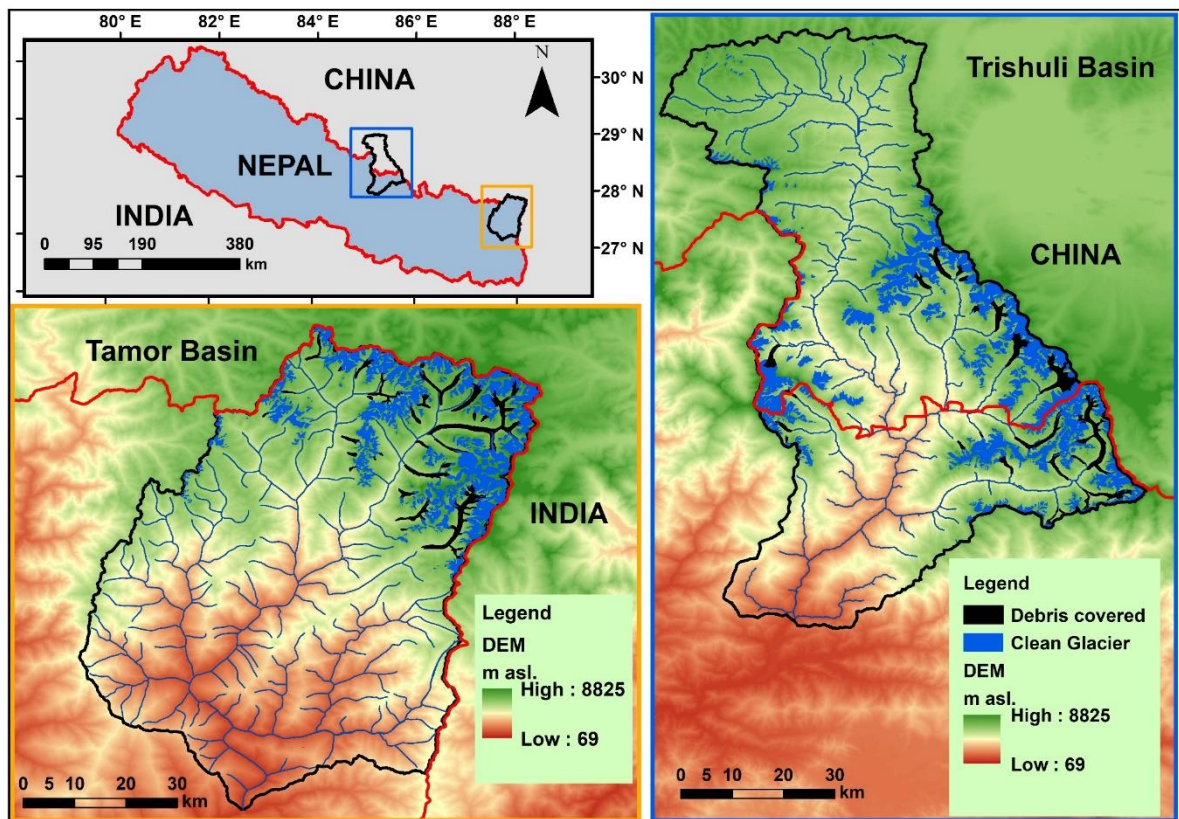 80° E 82° E 84° E 86° E 88° E
N
CHINA
30° N
29° N
NEPAL
28° N
INDIA
27° N
0 95 190 380
km
Tamor Basin
INDIA
Legend
DEM
m asl.
High : 8825
Low : 69
0 5 10 20 30
km
Trishuli Basin
CHINA
Legend
Debris covered
Clean Glacier
DEM
m asl.
High : 8825
Low : 69
0 5 10 20 30
km